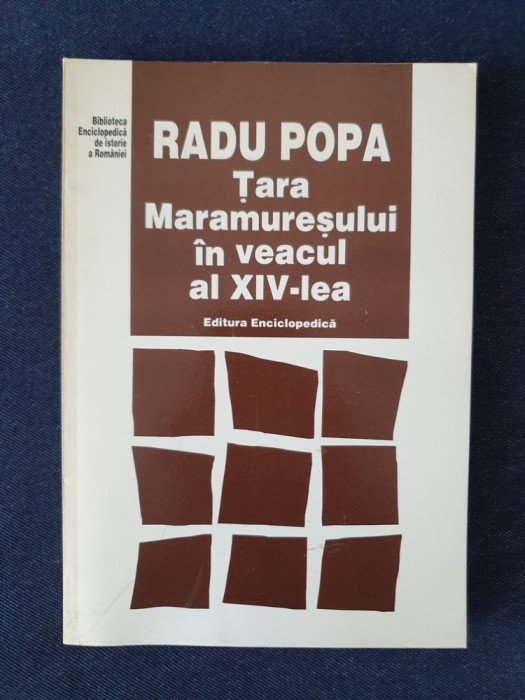 Biblioteca
Enciclopedică
de istorie
a României
RADU POPA
Țara
Maramureșului
în veacul
al XIV-lea
Editura Enciclopedică